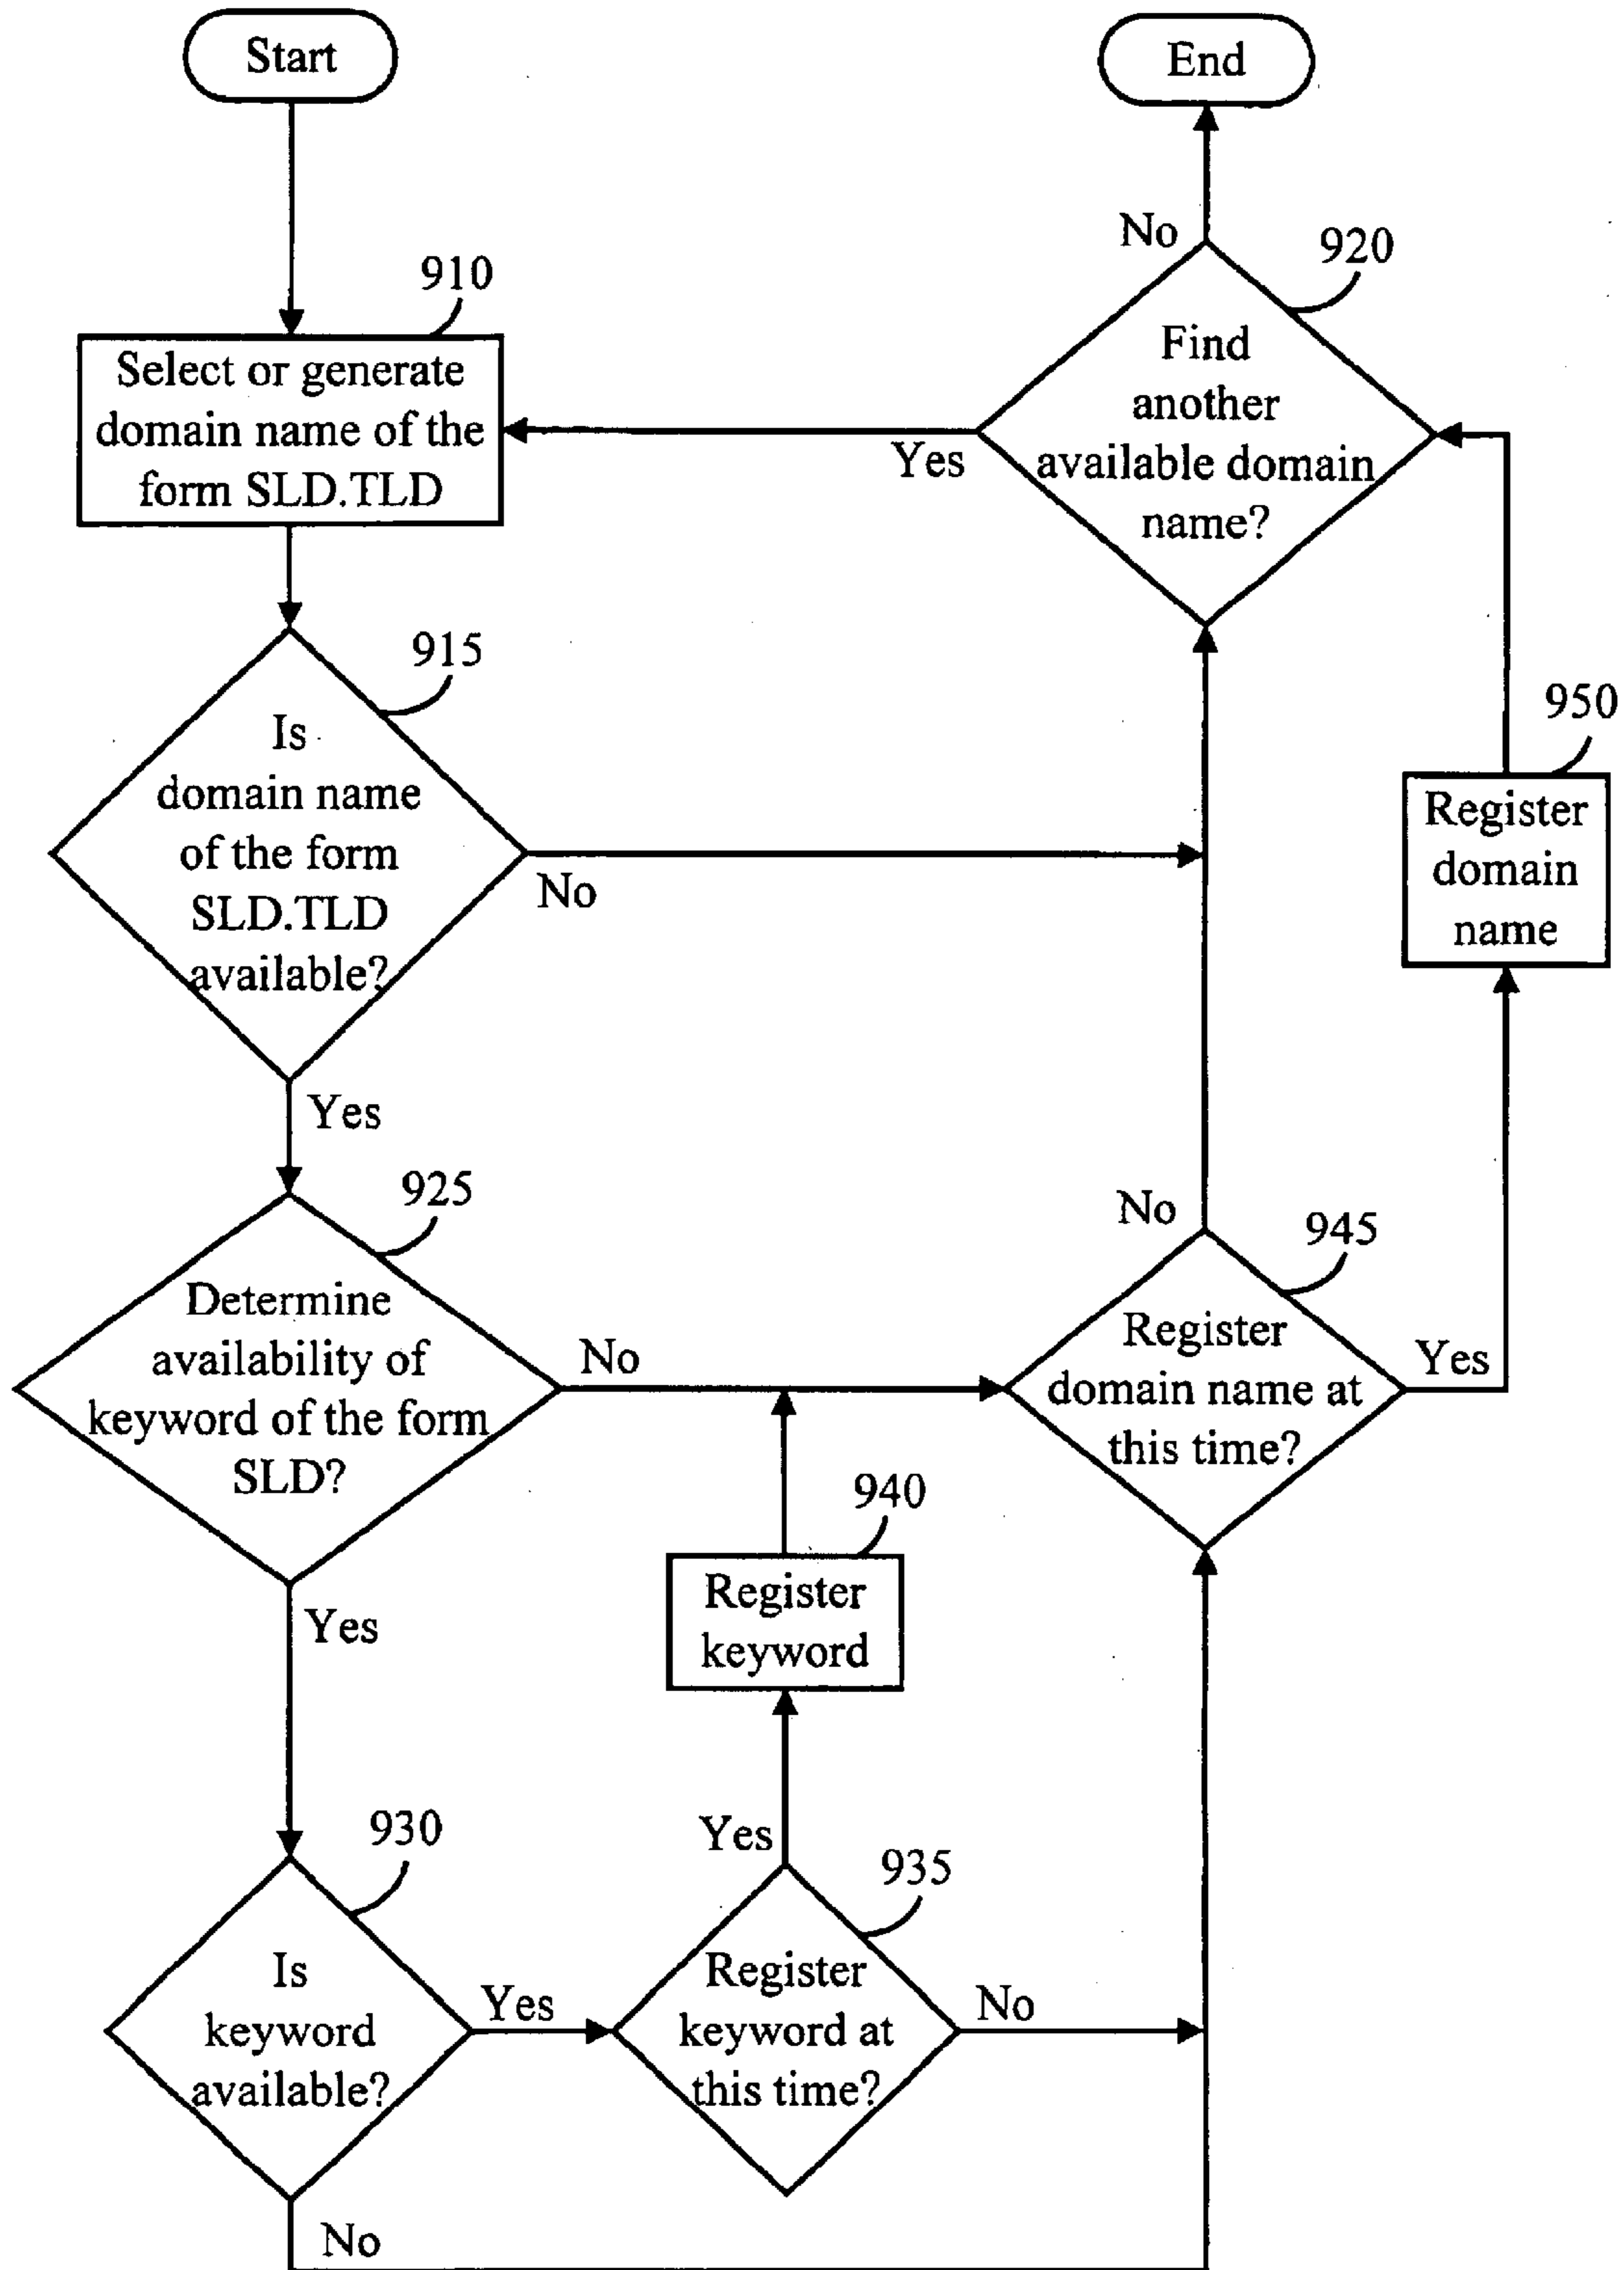 Start
End
No
920
910
Select or generate
domain name of the
form SLD.TLD
Find
another
available domain
name?
Yes
915
Is
domain name
of the form
SLD.TLD
available?
No
950
Register
domain
name
Yes
925
Determine
availability of
keyword of the form
SLD?
No
No
945
Register
domain name at
this time?
Yes
940
Register
keyword
Yes
930
Is
keyword
available?
Yes
Yes
935
Register
keyword at
this time?
No
No